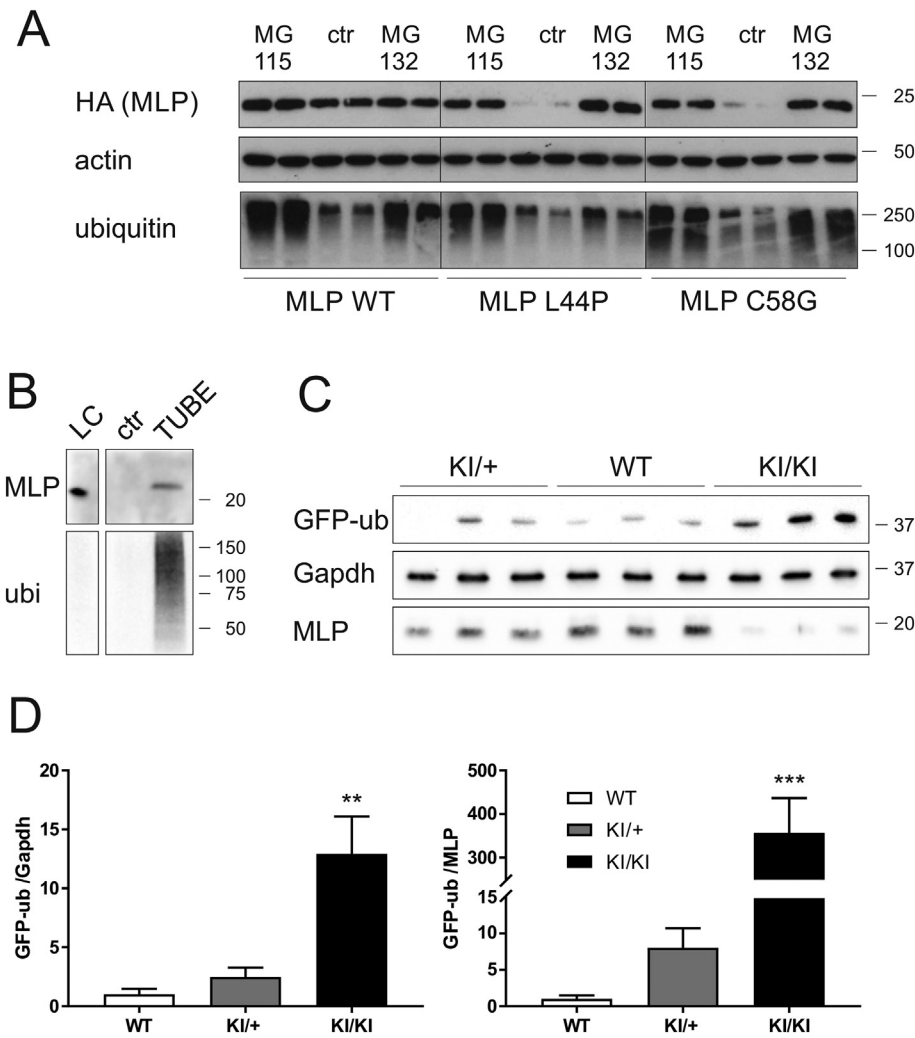 A
MG ctr MG MG ctr MG MG ctr MG
115 132 115 132 115 132
HA (MLP) 25
actin 50
ubiquitin 250
100
MLP WT MLP L44P MLP C58G
B
LC ctr TUBE
MLP 20
ubi 150
100
75
50
C
KI/+ WT KI/KI
GFP-ub 37
Gapdh 37
MLP 20
D
GFP-ub /Gapdh
20
15
10
5
0
**
WT KI/+ KI/KI
GFP-ub /MLP
500
400
300
15
10
5
0
WT
KI/+
KI/KI
***
WT KI/+ KI/KI